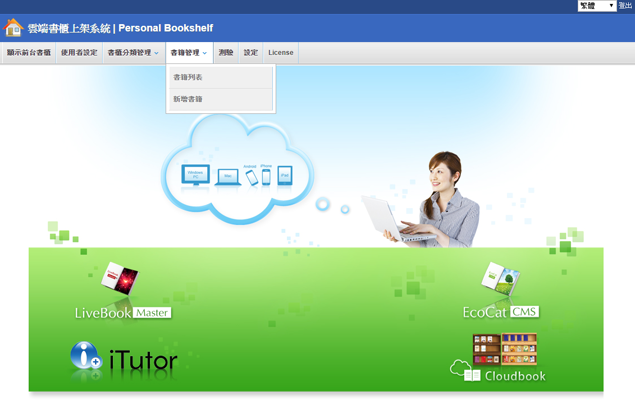 繁體 登出
雲端書櫃上架系統 | Personal Bookshelf
顯示前台書櫃 使用者設定 書櫃分類管理 書籍管理 測驗 設定 License
書籍列表
新增書籍
Windows PC Mac Android iPhone iPad
LiveBook Master
EcoCat CMS
iTutor
Cloudbook